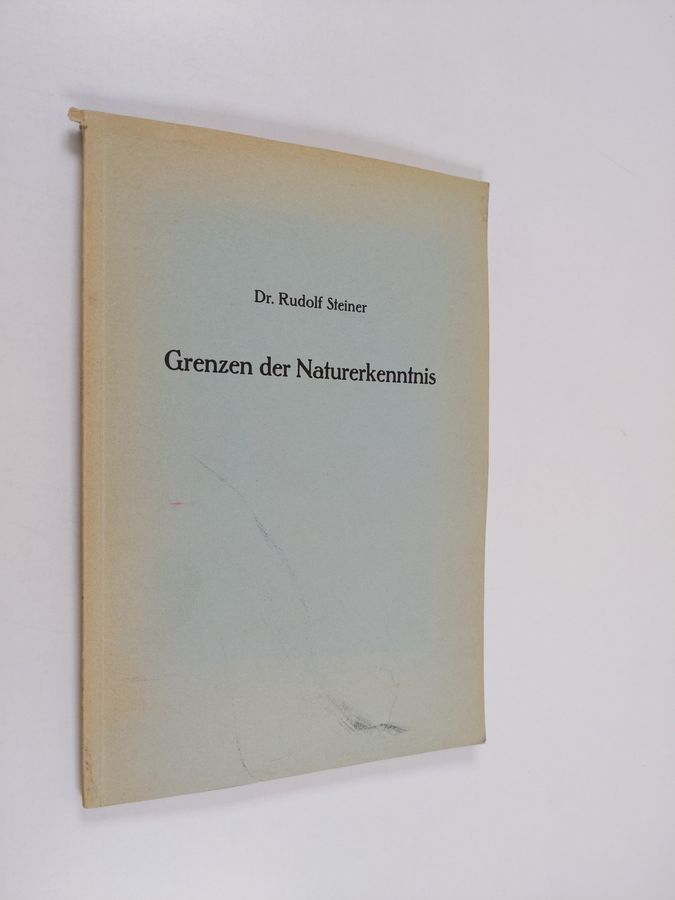 Dr. Rudolf Steiner
Grenzen der Naturerkenntnis